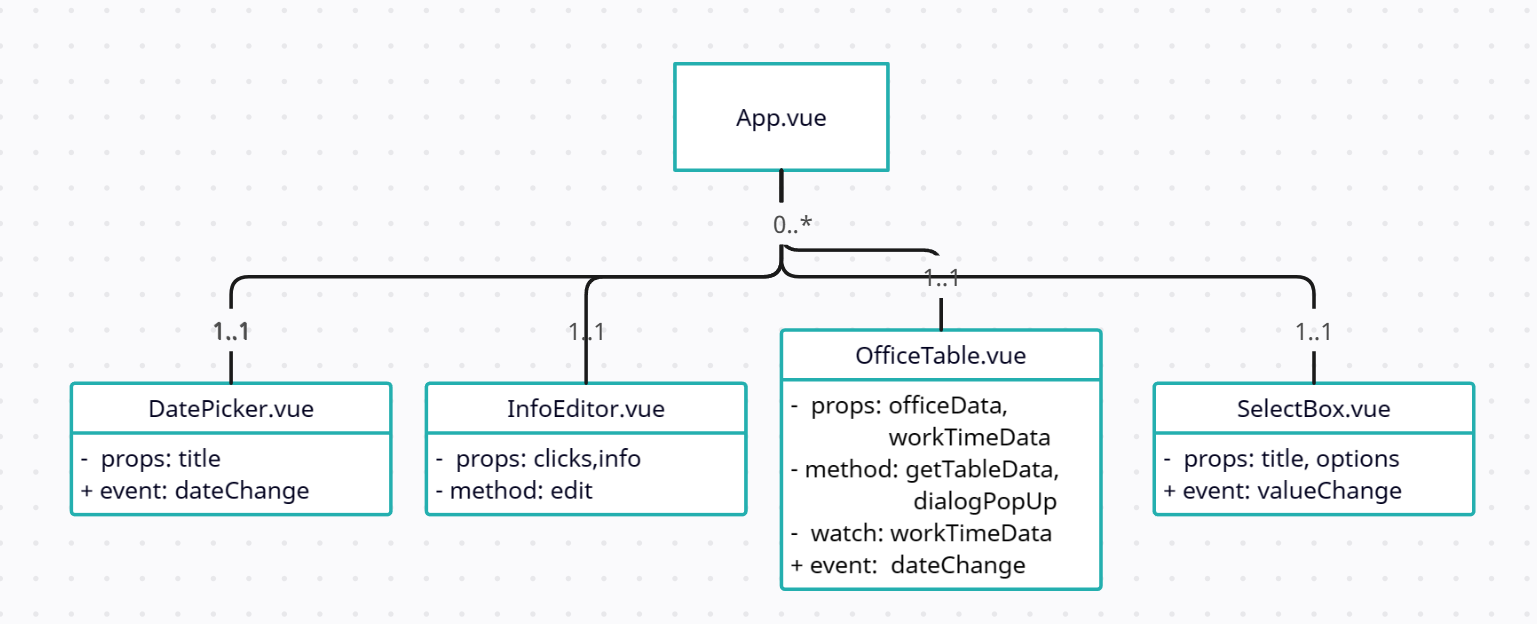 App.vue
0..*
1..1
1..1
1..1
1..1
DatePicker.vue
- props: title
+ event: dateChange
InfoEditor.vue
- props: clicks,info
- method: edit
OfficeTable.vue
- props: officeData,
workTimeData
- method: getTableData,
dialogPopUp
- watch: workTimeData
+ event: dateChange
SelectBox.vue
- props: title, options
+ event: valueChange